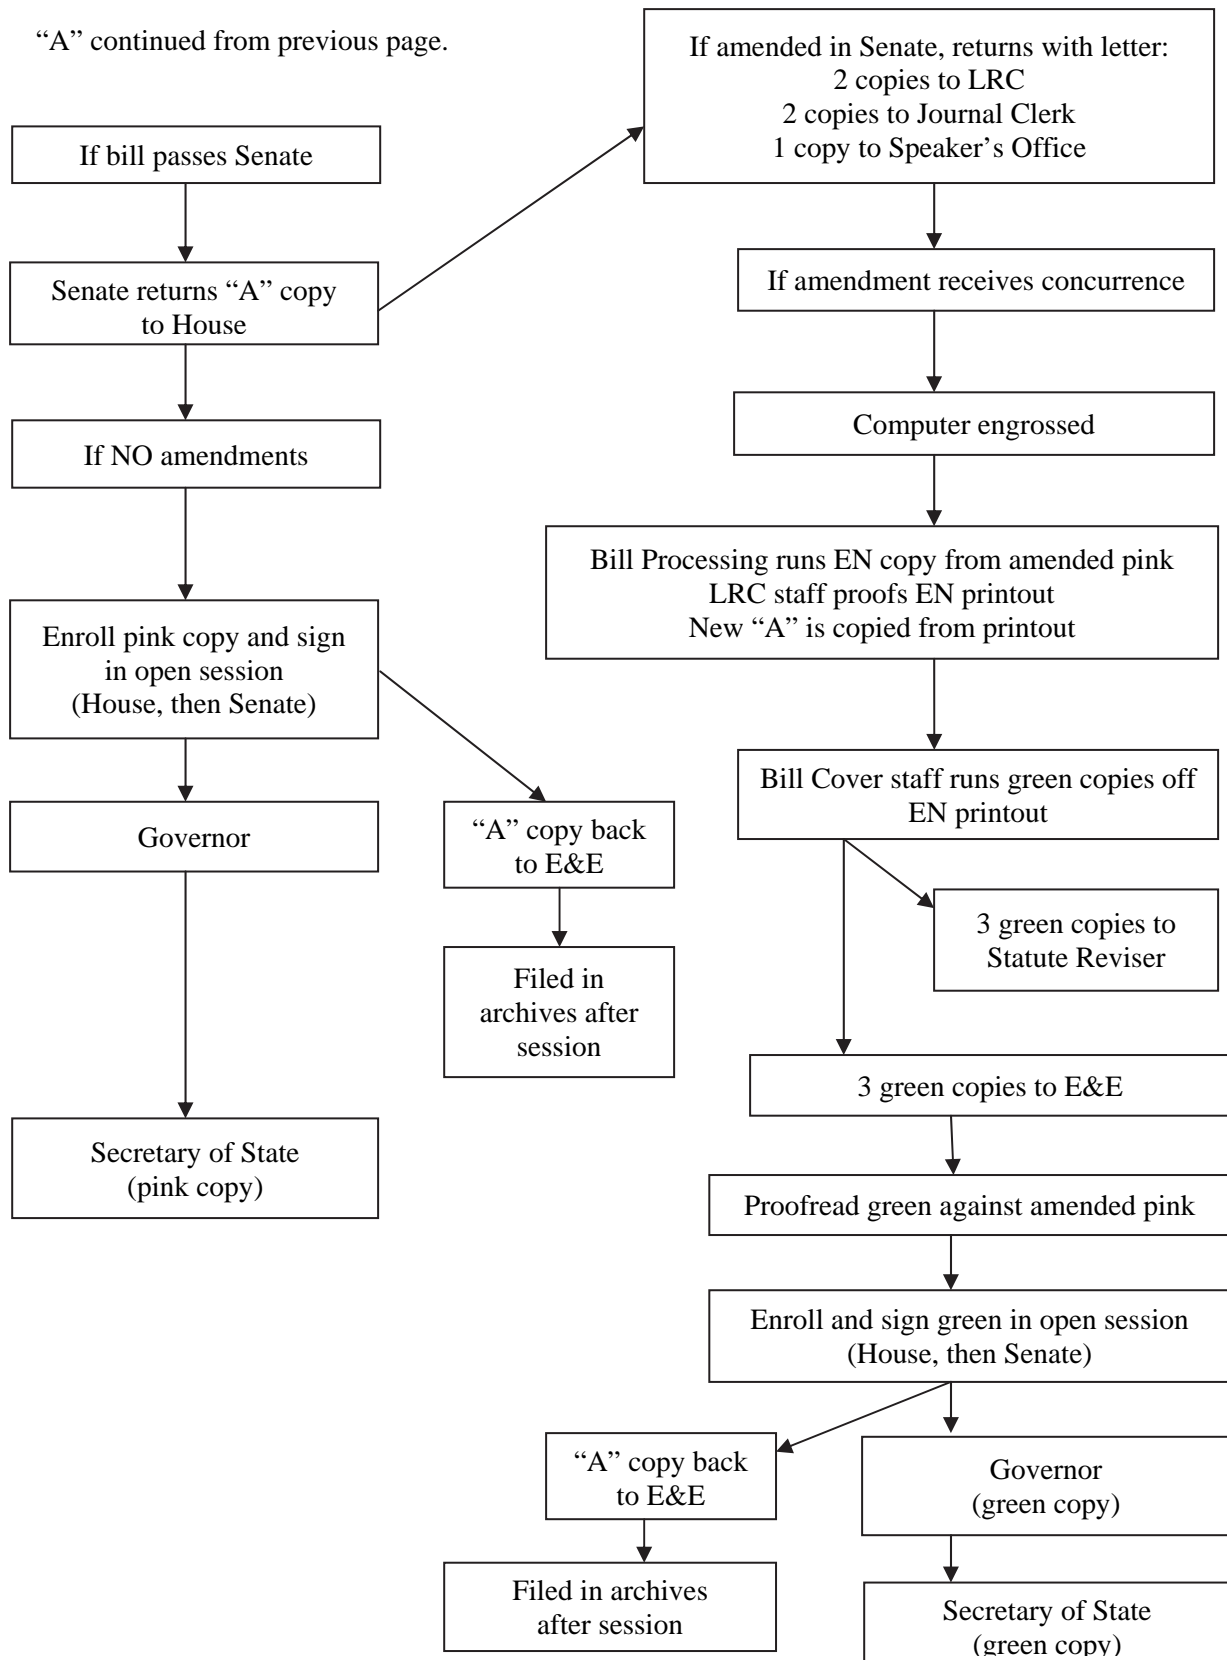 “A” continued from previous page.
If bill passes Senate
Senate returns “A” copy
to House
If NO amendments
Enroll pink copy and sign
in open session
(House, then Senate)
Governor
Secretary of State
(pink copy)
“A” copy back
to E&E
Filed in
archives after
session
If amended in Senate, returns with letter:
2 copies to LRC
2 copies to Journal Clerk
1 copy to Speaker’s Office
If amendment receives concurrence
Computer engrossed
Bill Processing runs EN copy from amended pink
LRC staff proofs EN printout
New “A” is copied from printout
Bill Cover staff runs green copies off
EN printout
3 green copies to
Statute Reviser
3 green copies to E&E
Proofread green against amended pink
Enroll and sign green in open session
(House, then Senate)
“A” copy back
to E&E
Filed in archives
after session
Governor
(green copy)
Secretary of State
(green copy)